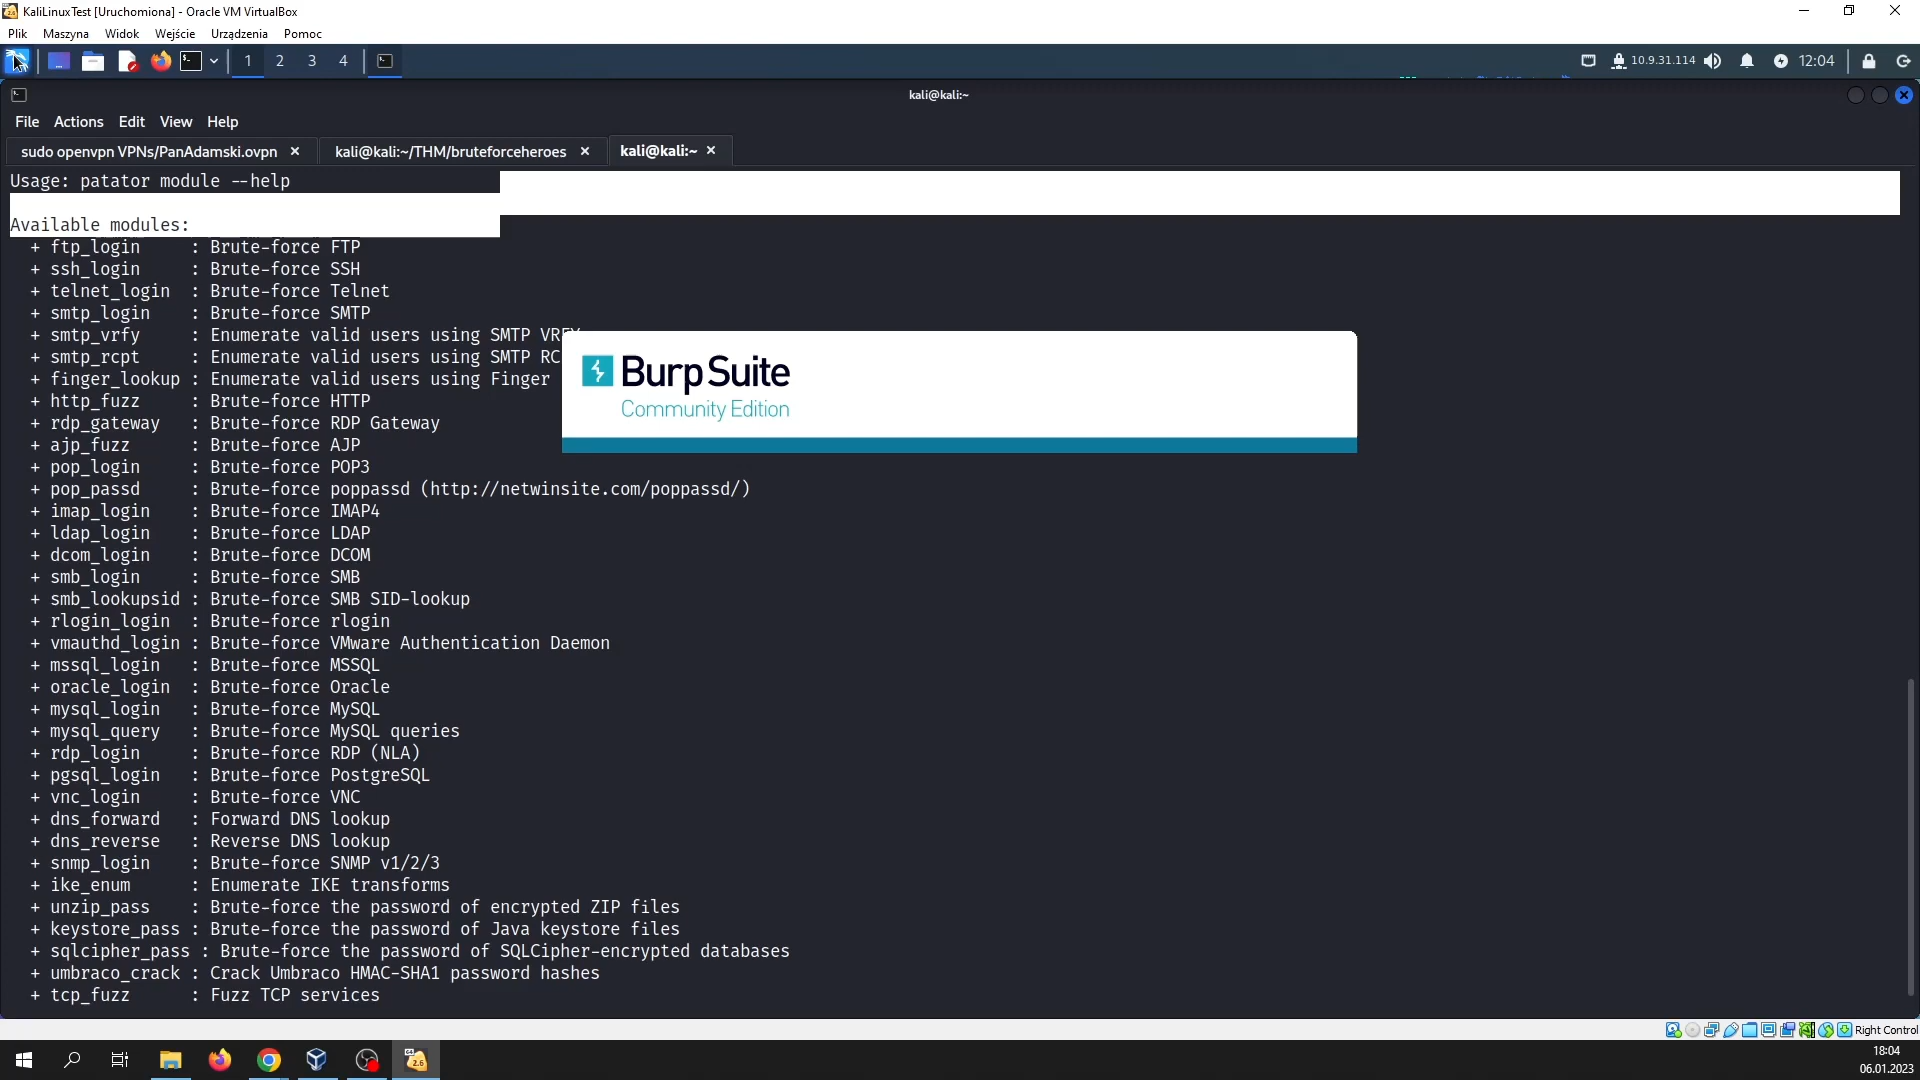 KaliLinuxTest [Uruchomiona] - Oracle VM VirtualBox
Plik Maszyna Widok Wejście Urządzenia Pomoc
1 2 3 4
10.9.31.114 12:04
kali@kali:~
File Actions Edit View Help
sudo openvpn VPNs/PanAdamski.ovpn
kali@kali:~/THM/bruteforceheroes
kali@kali:~
Usage: patator module --help
Available modules:
+ ftp_login : Brute-force FTP
+ ssh_login : Brute-force SSH
+ telnet_login : Brute-force Telnet
+ smtp_login : Brute-force SMTP
+ smtp_vrfy : Enumerate valid users using SMTP VRFY
+ smtp_rcpt : Enumerate valid users using SMTP RC
+ finger_lookup : Enumerate valid users using Finger
+ http_fuzz : Brute-force HTTP
+ rdp_gateway : Brute-force RDP Gateway
+ ajp_fuzz : Brute-force AJP
+ pop_login : Brute-force POP3
+ pop_passd : Brute-force poppassd (http://netwinsite.com/poppassd/)
+ imap_login : Brute-force IMAP4
+ ldap_login : Brute-force LDAP
+ dcom_login : Brute-force DCOM
+ smb_login : Brute-force SMB
+ smb_lookupsid : Brute-force SMB SID-lookup
+ rlogin_login : Brute-force rlogin
+ vmauthd_login : Brute-force VMware Authentication Daemon
+ mssql_login : Brute-force MSSQL
+ oracle_login : Brute-force Oracle
+ mysql_login : Brute-force MySQL
+ mysql_query : Brute-force MySQL queries
+ rdp_login : Brute-force RDP (NLA)
+ pgsql_login : Brute-force PostgreSQL
+ vnc_login : Brute-force VNC
+ dns_forward : Forward DNS lookup
+ dns_reverse : Reverse DNS lookup
+ snmp_login : Brute-force SNMP v1/2/3
+ ike_enum : Enumerate IKE transforms
+ unzip_pass : Brute-force the password of encrypted ZIP files
+ keystore_pass : Brute-force the password of Java keystore files
+ sqlcipher_pass : Brute-force the password of SQLCipher-encrypted databases
+ umbraco_crack : Crack Umbraco HMAC-SHA1 password hashes
+ tcp_fuzz : Fuzz TCP services
Burp Suite
Community Edition
Right Control
18:04
06.01.2023